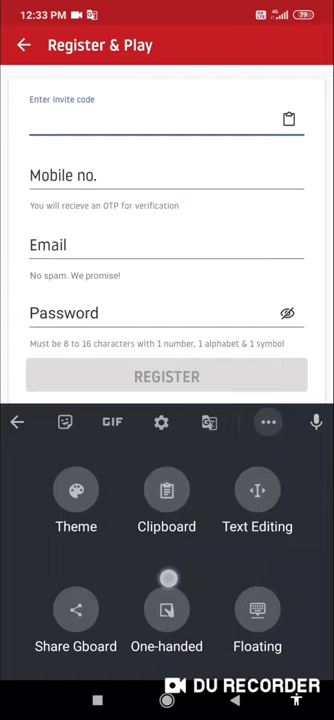 12:33 PM
4G
79
Register & Play
Enter invite code
Mobile no.
You will recieve an OTP for verification
Email
No spam. We promise!
Password
Must be 8 to 16 characters with 1 number, 1 alphabet & 1 symbol
REGISTER
GIF
Theme
Clipboard
Text Editing
Share Gboard
One-handed
Floating
DU RECORDER